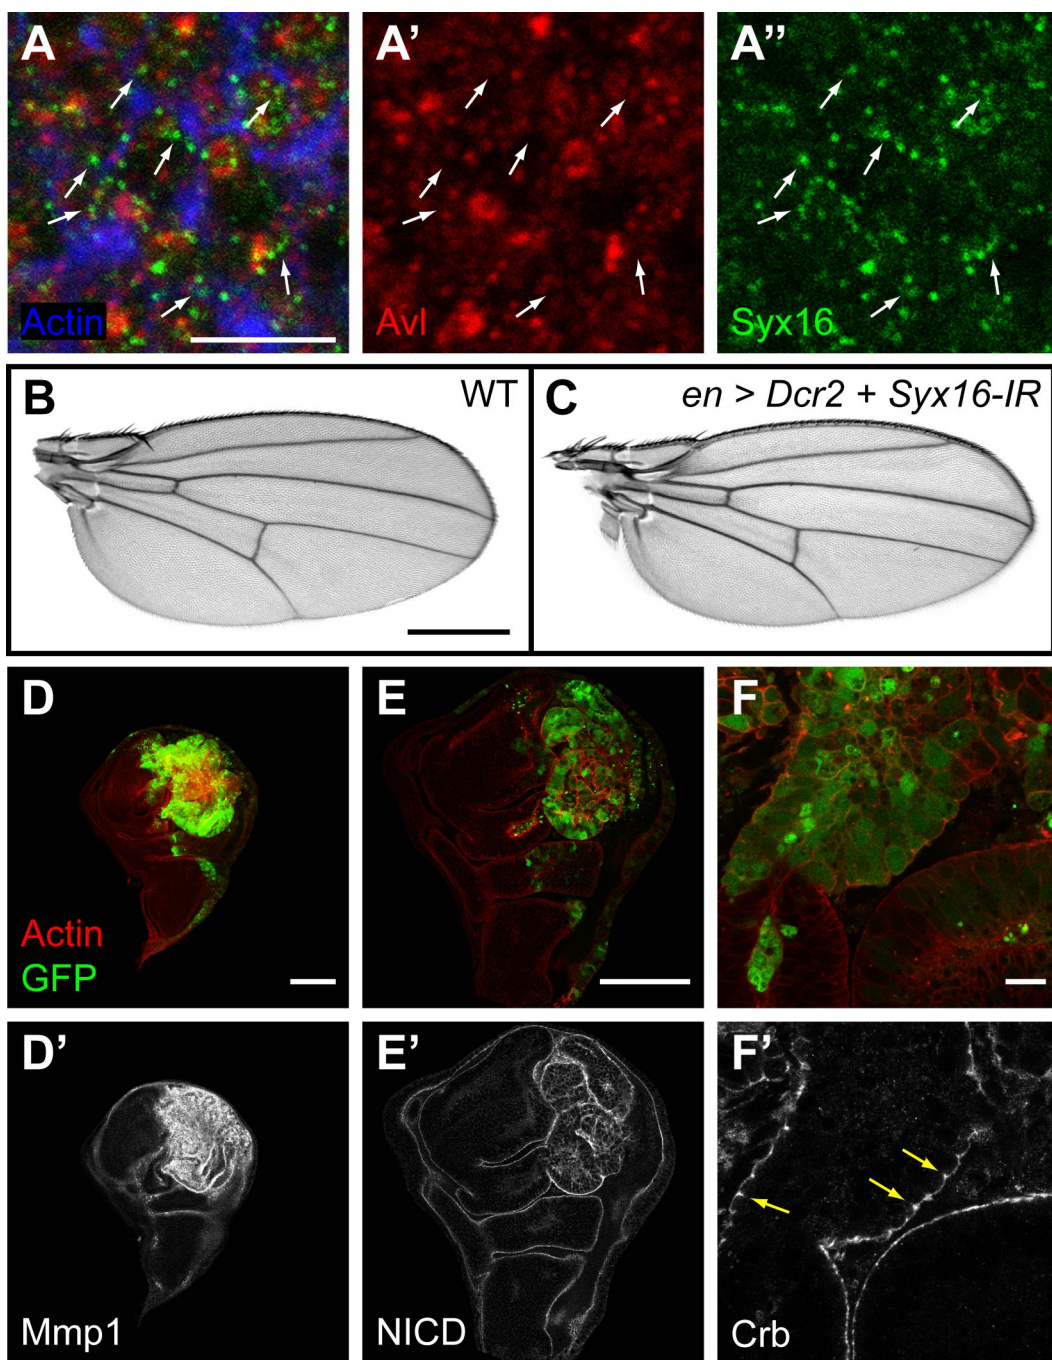 A
A'
A''
Actin
Avl
Syx16
B
WT
C
en > Dcr2 + Syx16-IR
D
E
F
Actin
GFP
D'
E'
F'
Mmp1
NICD
Crb